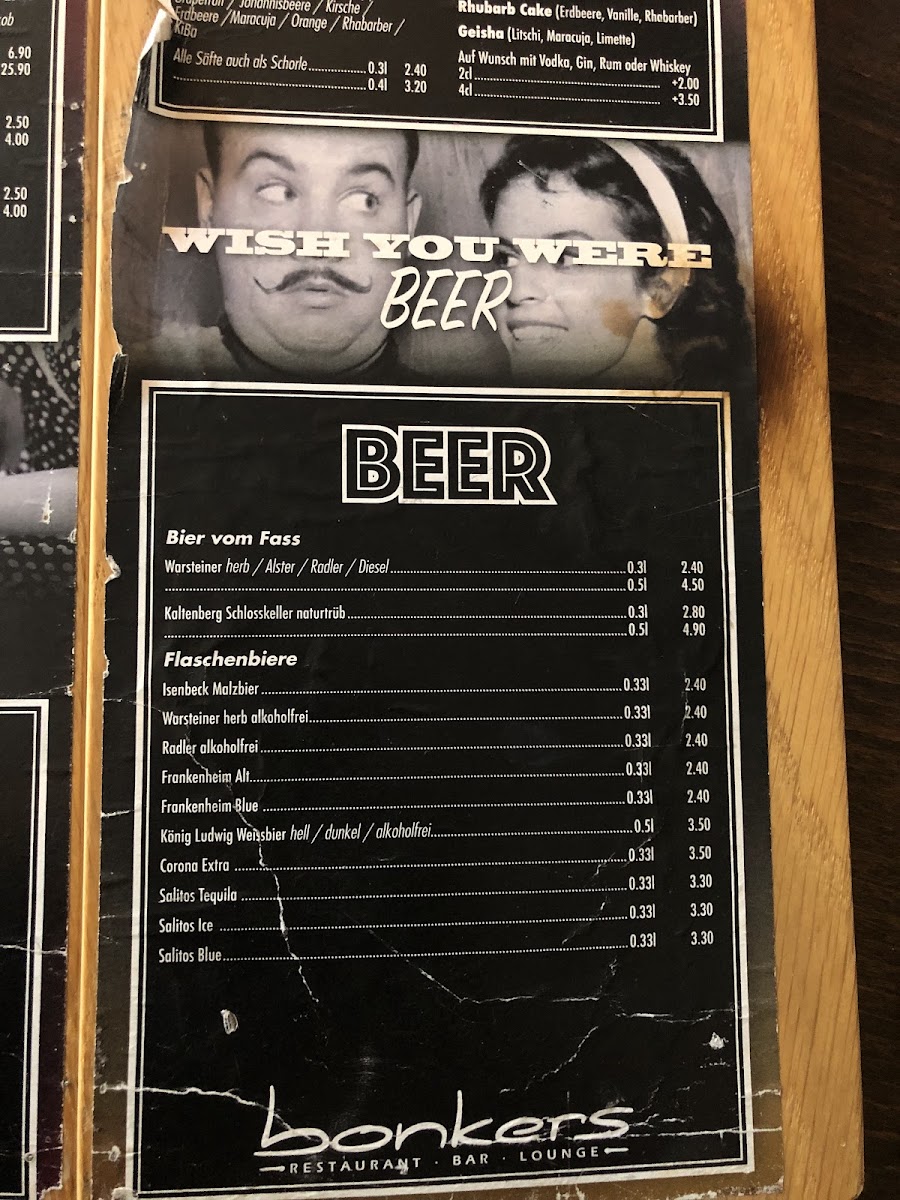 ob
6.90
25.90
2.50
4.00
2.50
4.00
Grapefruit / Johannisbeere / Kirsche /
Erdbeere /Maracuja / Orange / Rhabarber /
KiBa
Alle Säfte auch als Schorle 0.3l 2.40
0.4l 3.20
Rhubarb Cake (Erdbeere, Vanille, Rhabarber)
Geisha (Litschi, Maracuja, Limette)
Auf Wunsch mit Vodka, Gin, Rum oder Whiskey
2cl +2.00
4cl +3.50
WISH YOU WERE
BEER
BEER
Bier vom Fass
Warsteiner herb / Alster / Radler / Diesel 0.3l 2.40
0.5l 4.50
Kaltenberg Schlosskeller naturtrüb 0.3l 2.80
0.5l 4.90
Flaschenbiere
Isenbeck Malzbier 0.33l 2.40
Warsteiner herb alkoholfrei 0.33l 2.40
Radler alkoholfrei 0.33l 2.40
Frankenheim Alt 0.33l 2.40
Frankenheim Blue 0.33l 2.40
König Ludwig Weissbier hell / dunkel / alkoholfrei 0.5l 3.50
Corona Extra 0.33l 3.50
Salitos Tequila 0.33l 3.30
Salitos Ice 0.33l 3.30
Salitos Blue 0.33l 3.30
bonkers
RESTAURANT · BAR · LOUNGE